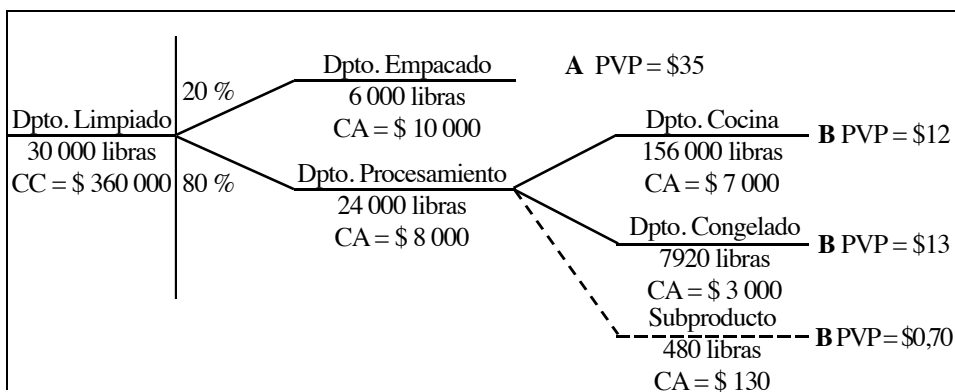 Dpto. Limpiado
30 000 libras
CC = $ 360 000
20 %
80 %
Dpto. Empacado
6 000 libras
CA = $ 10 000
A PVP = $35
Dpto. Procesamiento
24 000 libras
CA = $ 8 000
Dpto. Cocina
156 000 libras
CA = $ 7 000
B PVP = $12
Dpto. Congelado
7920 libras
CA = $ 3 000
B PVP = $13
Subproducto
480 libras
CA = $ 130
B PVP = $0,70